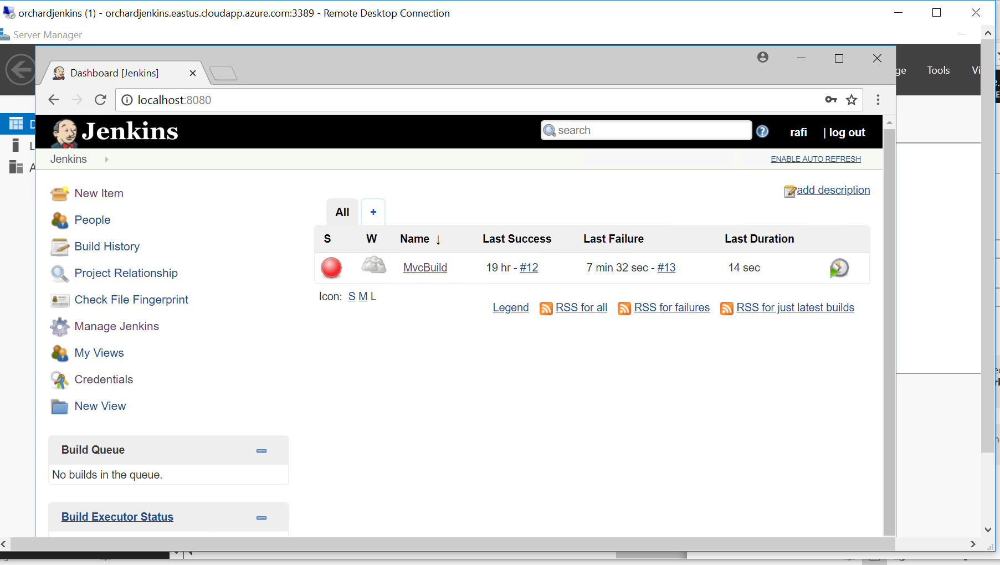 orchardjenkins (1) - orchardjenkins.eastus.cloudapp.azure.com:3389 - Remote Desktop Connection
Server Manager
Dashboard [Jenkins]
ge Tools Vi
localhost:8080
D
L
A
Jenkins
search
rafi | log out
Jenkins
ENABLE AUTO REFRESH
New Item
People
Build History
Project Relationship
Check File Fingerprint
Manage Jenkins
My Views
Credentials
New View
add description
All +
S W Name ↓ Last Success Last Failure Last Duration
MvcBuild 19 hr - #12 7 min 32 sec - #13 14 sec
Icon: S M L
Legend RSS for all RSS for failures RSS for just latest builds
Build Queue
No builds in the queue.
Build Executor Status